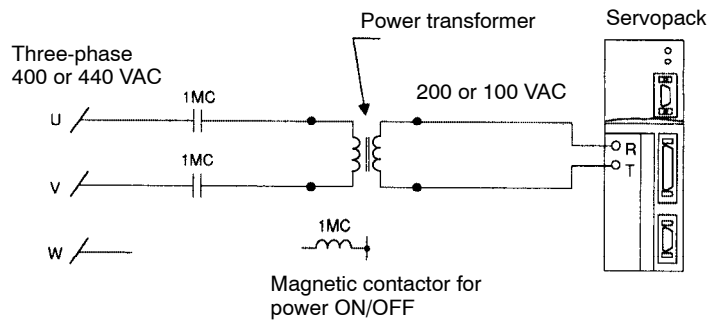 Power transformer
Servopack
Three-phase
400 or 440 VAC
1MC
200 or 100 VAC
U
R
1MC
T
V
1MC
W
Magnetic contactor for
power ON/OFF